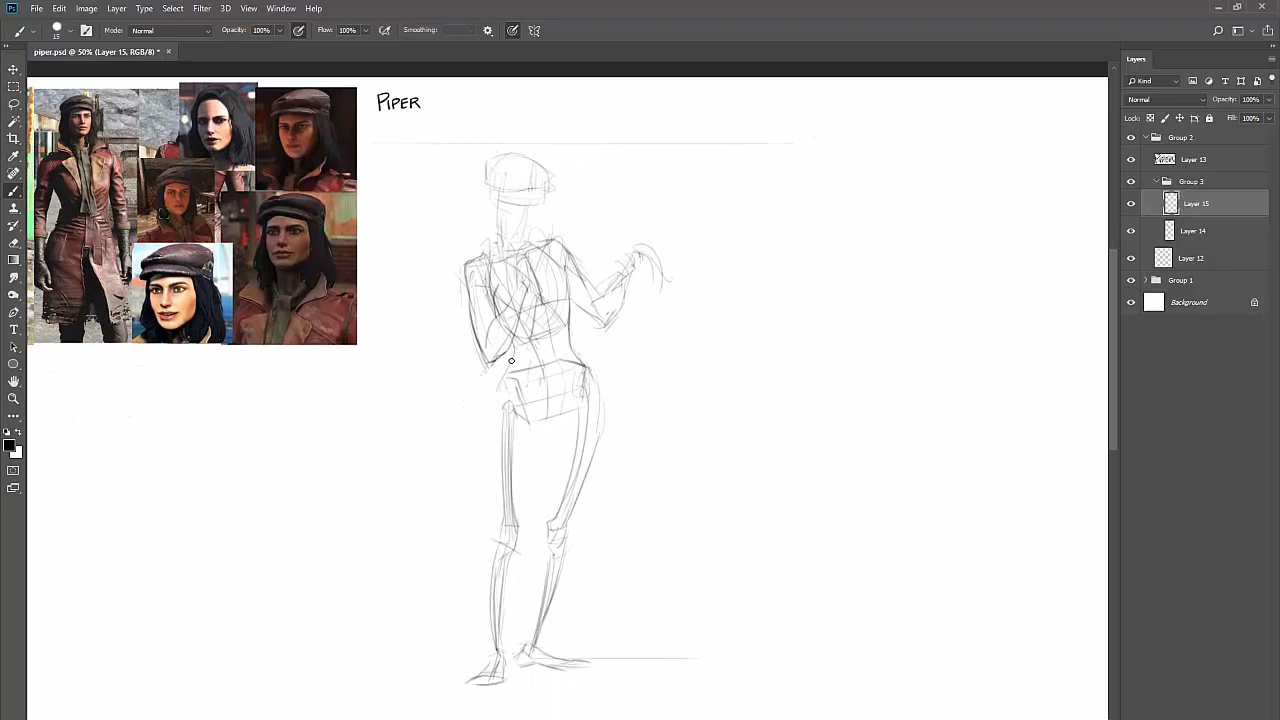 Ps File Edit Image Layer Type Select Filter 3D View Window Help
15 Mode: Normal Opacity: 100% Flow: 100% Smoothing:
piper.psd @ 50% (Layer 15, RGB/8) * ×
PIPER
Layers
Kind
Normal Opacity: 100%
Lock: Fill: 100%
Group 2
Layer 13
Group 3
Layer 15
Layer 14
Layer 12
Group 1
Background